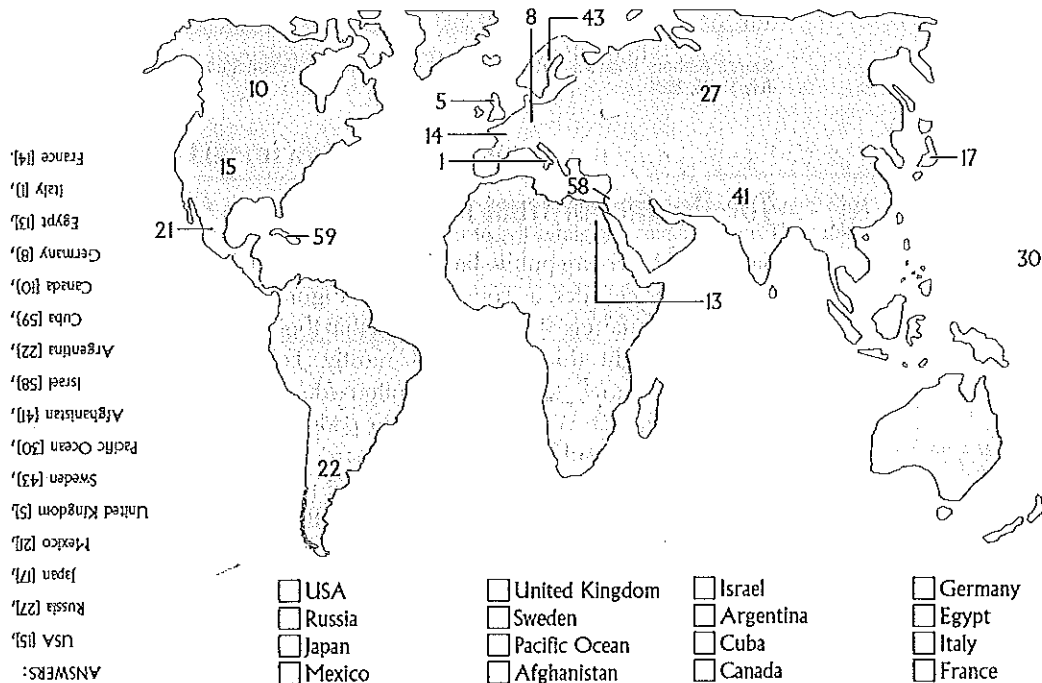 8
43
10
5
27
14
15
1
17
58
41
21
59
30
13
22
USA
Russia
Japan
Mexico
United Kingdom
Sweden
Pacific Ocean
Afghanistan
Israel
Argentina
Cuba
Canada
Germany
Egypt
Italy
France
ANSWERS:
USA [15],
Russia [27],
Japan [17],
Mexico [21],
United Kingdom [5],
Sweden [43],
Pacific Ocean [30],
Afghanistan [41],
Israel [58],
Argentina [22],
Cuba [59],
Canada [10],
Germany [8],
Egypt [13],
Italy [1],
France [14].